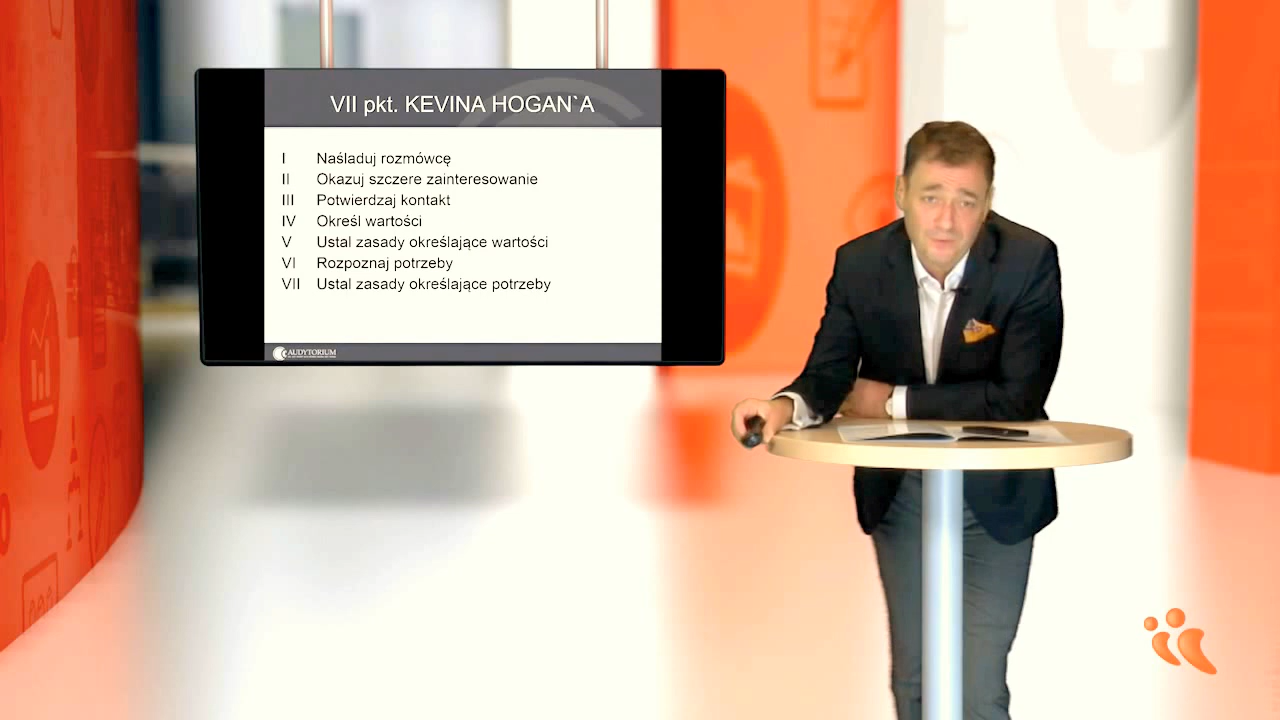 VII pkt. KEVINA HOGAN`A
I Naśladuj rozmówcę
II Okazuj szczere zainteresowanie
III Potwierdzaj kontakt
IV Określ wartości
V Ustal zasady określające wartości
VI Rozpoznaj potrzeby
VII Ustal zasady określające potrzeby
AUDYTORIUM